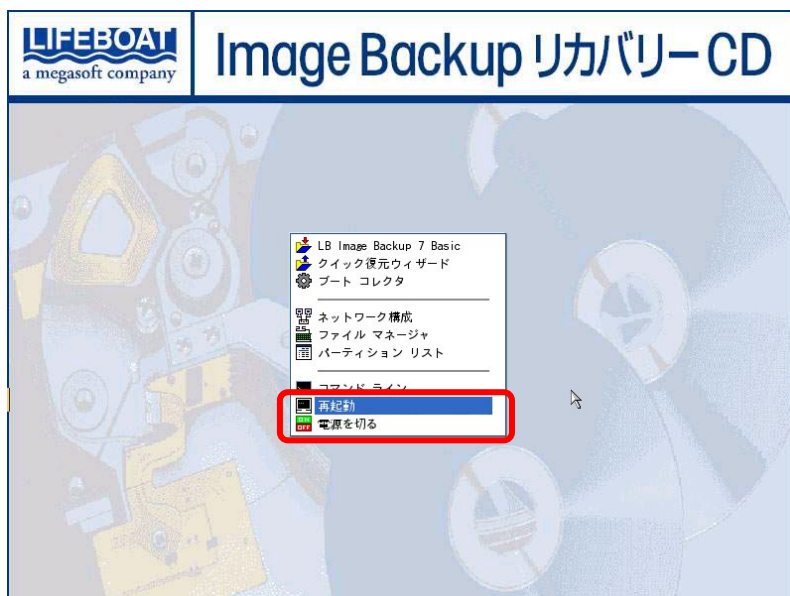 LIFEBOAT
a megasoft company
Image Backup リカバリーCD
LB Image Backup 7 Basic
クイック復元ウィザード
ブート コレクタ
ネットワーク構成
ファイル マネージャ
パーティション リスト
コマンド ライン
再起動
電源を切る